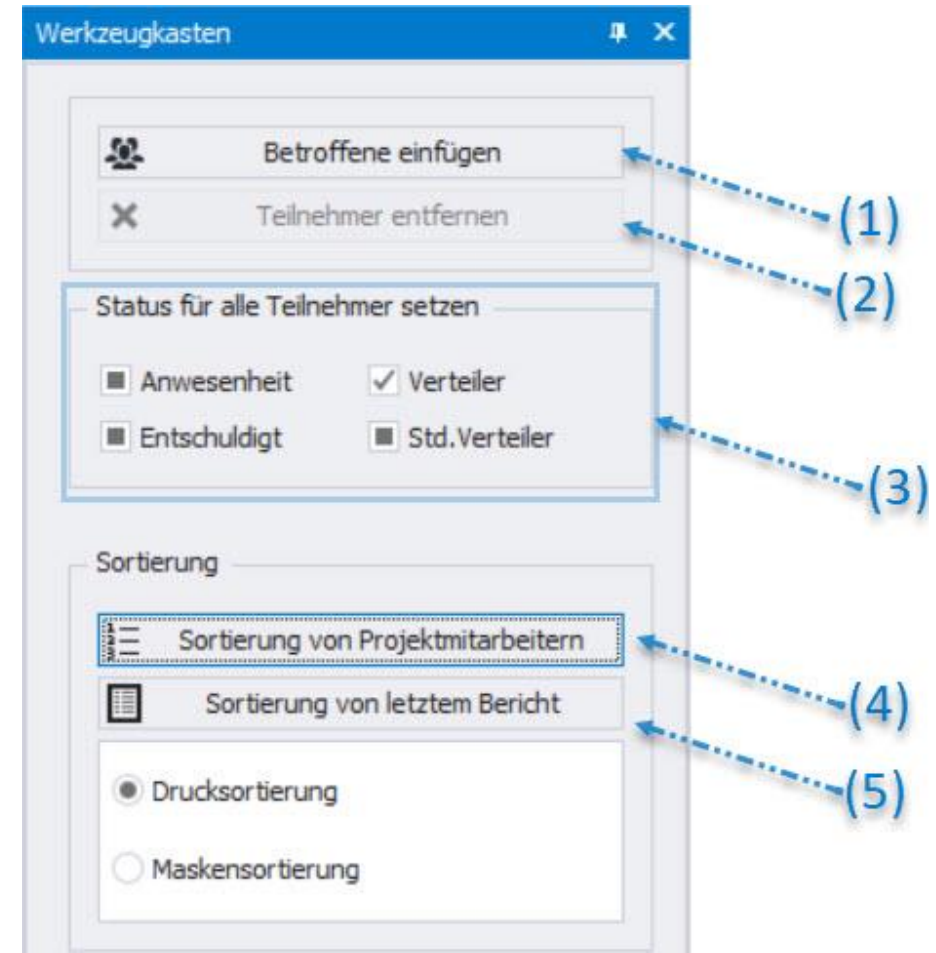 Werkzeugkasten
Betroffene einfügen
(1)
Teilnehmer entfernen
(2)
Status für alle Teilnehmer setzen
Anwesenheit Verteiler
Entschuldigt Std.Verteiler
(3)
Sortierung
Sortierung von Projektmitarbeitern
(4)
Sortierung von letztem Bericht
(5)
Drucksortierung
Maskensortierung